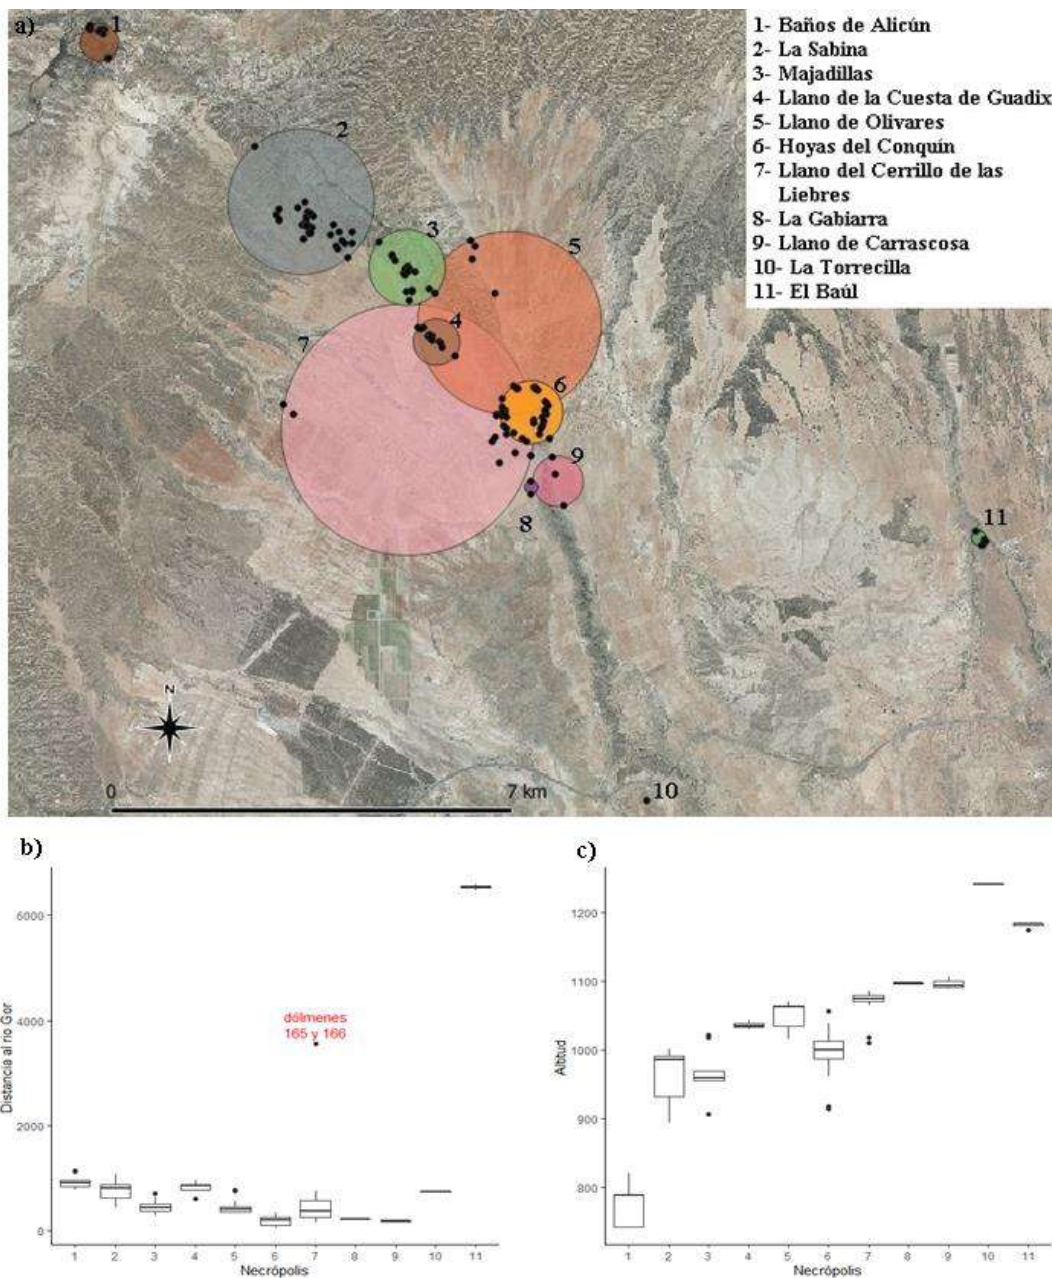 a)
1- Baños de Alicún
2- La Sabina
3- Majadillas
4- Llano de la Cuesta de Guadix
5- Llano de Olivares
6- Hoyas del Conquín
7- Llano del Cerrillo de las
Liebres
8- La Gabiarra
9- Llano de Carrascosa
10- La Torrecilla
11- El Baúl
1
2
3
5
4
7
6
9
8
11
N
0
7 km
10
b)
6000
4000
2000
0
Distancia al rio Gor
dólmenes
165 y 166
1 2 3 4 5 6 7 8 9 10 11
Necrópolis
c)
1200
1100
1000
900
800
Altitud
1 2 3 4 5 6 7 8 9 10 11
Necrópolis